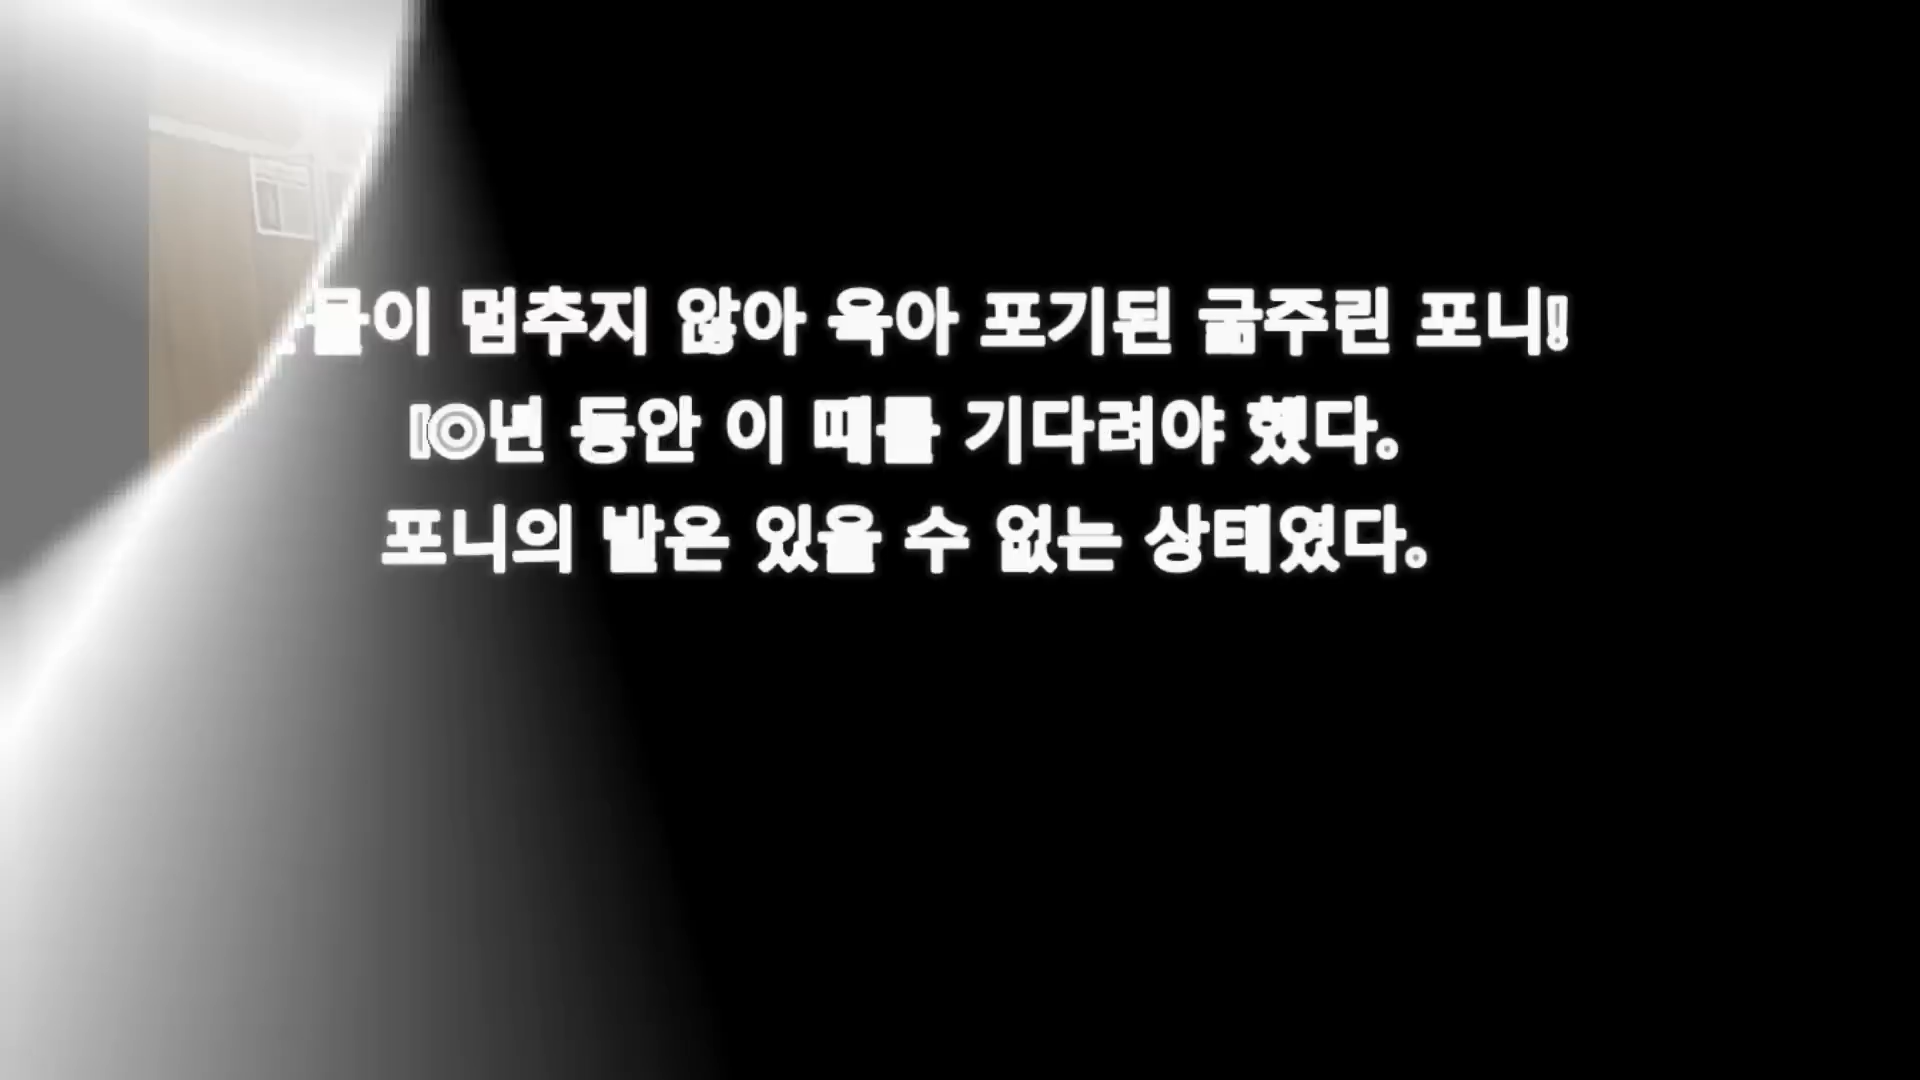 멈추지 않아 육아 포기된 굶주린 포니!
10년 동안 이 때를 기다려야 했다.
포니의 발은 있을 수 없는 상태였다.